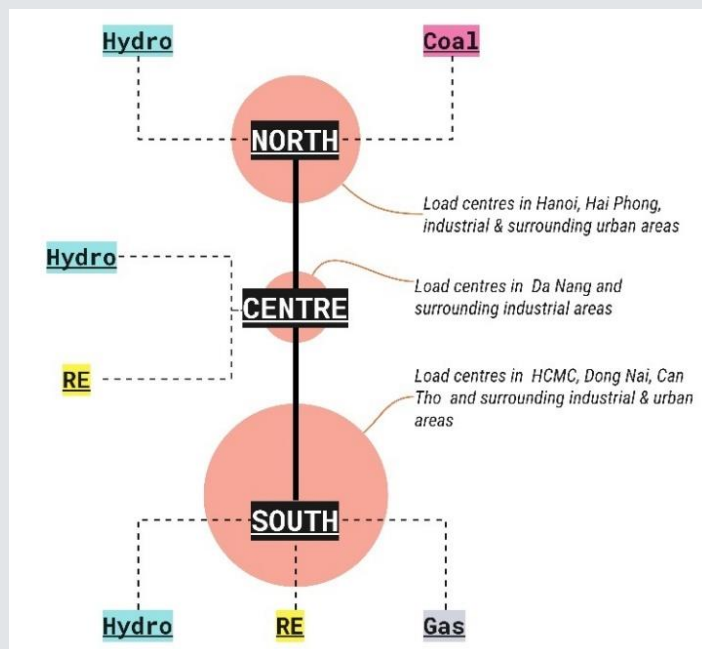 Hydro
Coal
NORTH
Load centres in Hanoi, Hai Phong,
industrial & surrounding urban areas
Hydro
CENTRE
Load centres in Da Nang and
surrounding industrial areas
RE
Load centres in HCMC, Dong Nai, Can
Tho and surrounding industrial & urban
areas
SOUTH
Hydro
RE
Gas